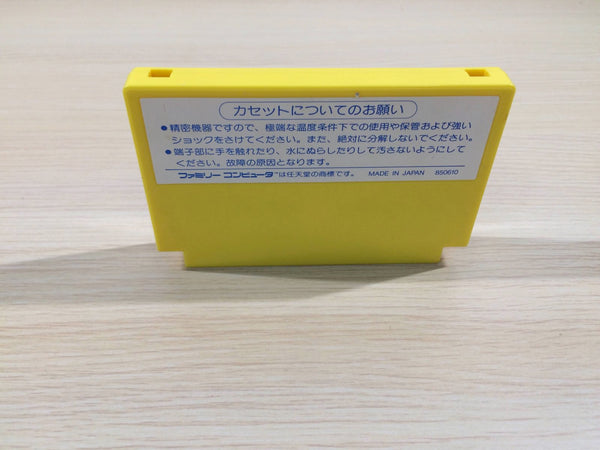 カセットについてのお願い
●精密機器ですので、極端な温度条件下での使用や保管および強い
ショックをさけてください。また、絶対に分解しないでください。
●端子部に手を触れたり、水にぬらしたりして汚さないようにして
ください。故障の原因となります。
ファミリー コンピュータ™は任天堂の商標です。 MADE IN JAPAN 850610